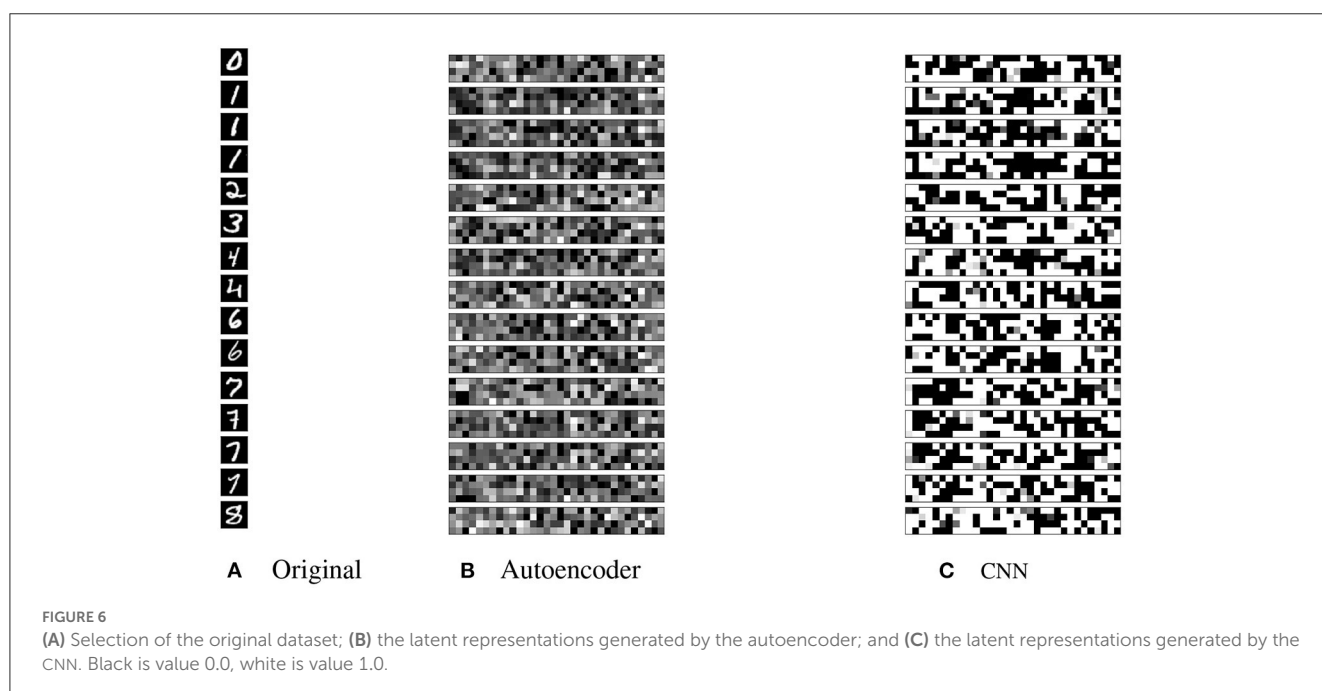 0
1
1
1
2
3
4
4
6
6
7
7
7
7
8
A Original
B Autoencoder
C CNN
FIGURE 6
(A) Selection of the original dataset; (B) the latent representations generated by the autoencoder; and (C) the latent representations generated by the
CNN. Black is value 0.0, white is value 1.0.